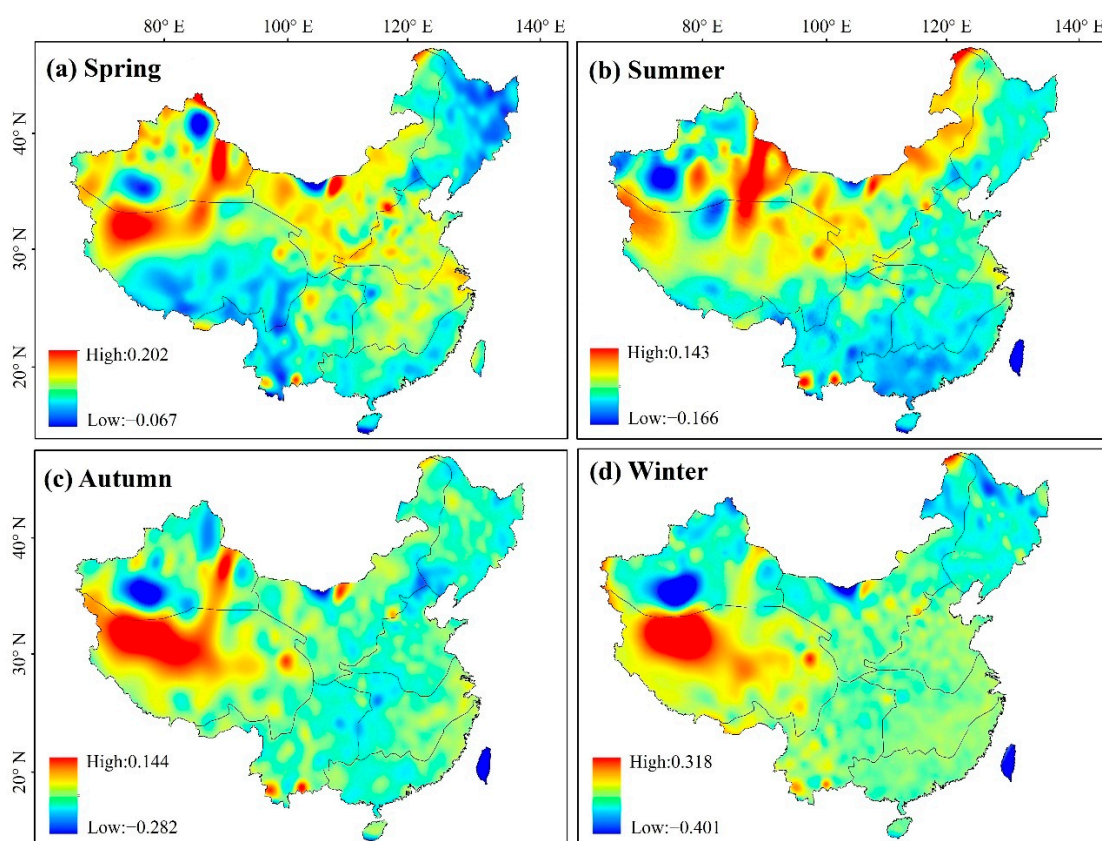 80° E 100° E 120° E 140° E 80° E 100° E 120° E 140° E
(a) Spring
(b) Summer
40° N
30° N
20° N
High:0.202
Low:−0.067
High:0.143
Low:−0.166
(c) Autumn
(d) Winter
40° N
30° N
20° N
High:0.144
Low:−0.282
High:0.318
Low:−0.401